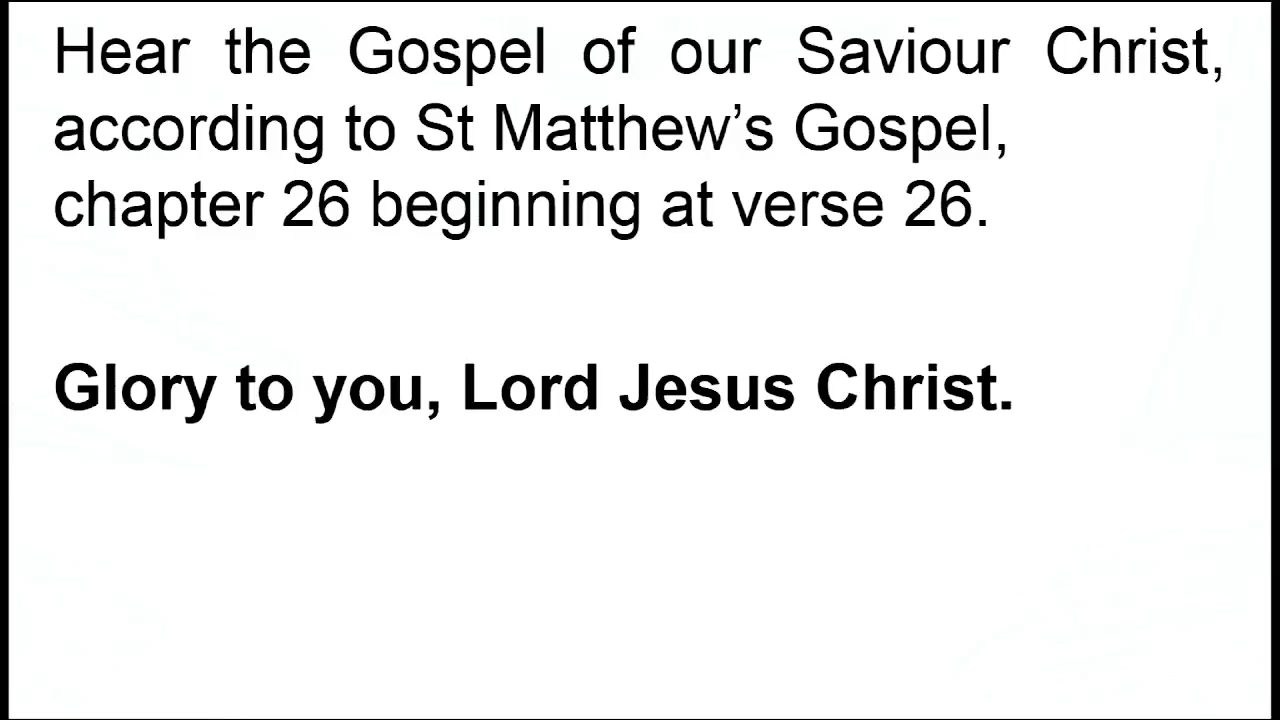 Hear the Gospel of our Saviour Christ,
according to St Matthew’s Gospel,
chapter 26 beginning at verse 26.
Glory to you, Lord Jesus Christ.